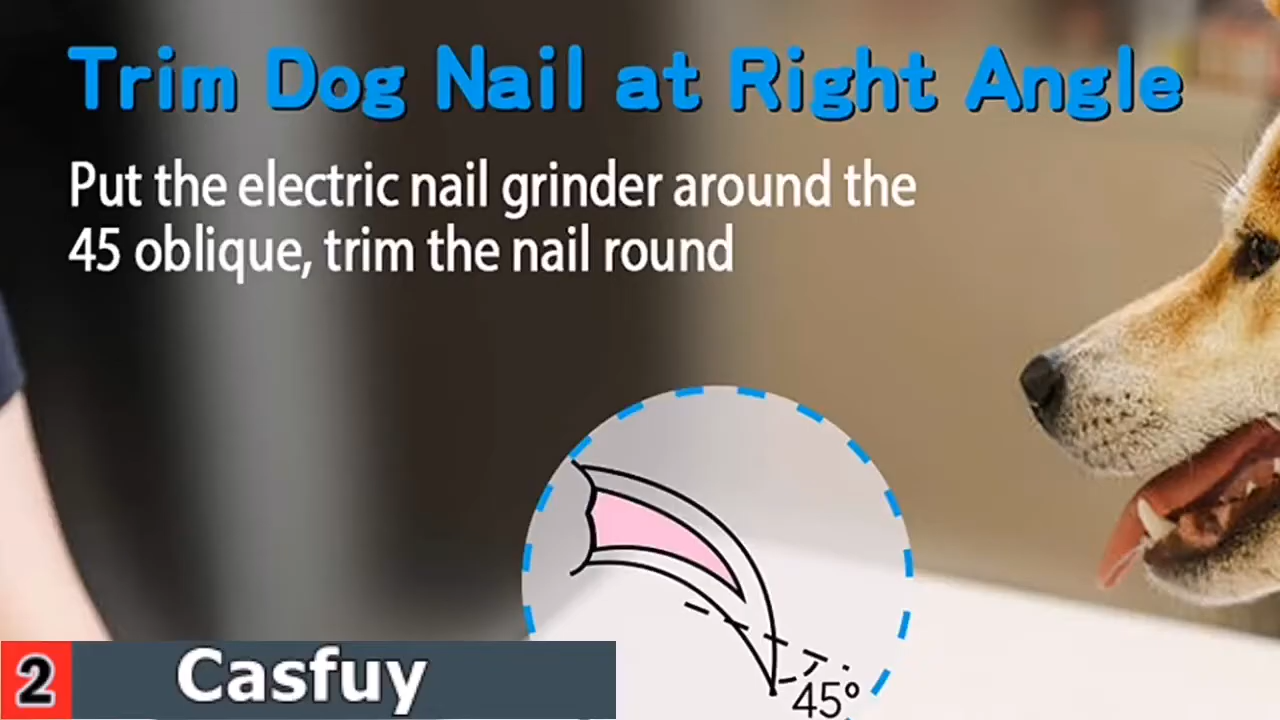 Trim Dog Nail at Right Angle
Put the electric nail grinder around the
45 oblique, trim the nail round
45°
2 Casfuy